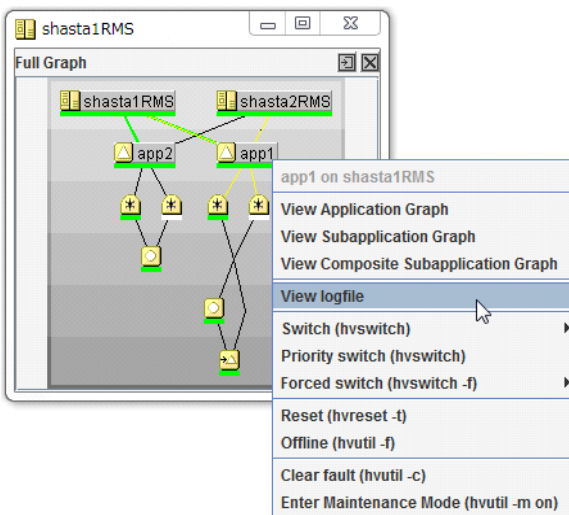 shasta1RMS
Full Graph
shasta1RMS
shasta2RMS
app2
app1
app1 on shasta1RMS
View Application Graph
View Subapplication Graph
View Composite Subapplication Graph
View logfile
Switch (hvswitch)
Priority switch (hvswitch)
Forced switch (hvswitch -f)
Reset (hvreset -t)
Offline (hvutil -f)
Clear fault (hvutil -c)
Enter Maintenance Mode (hvutil -m on)